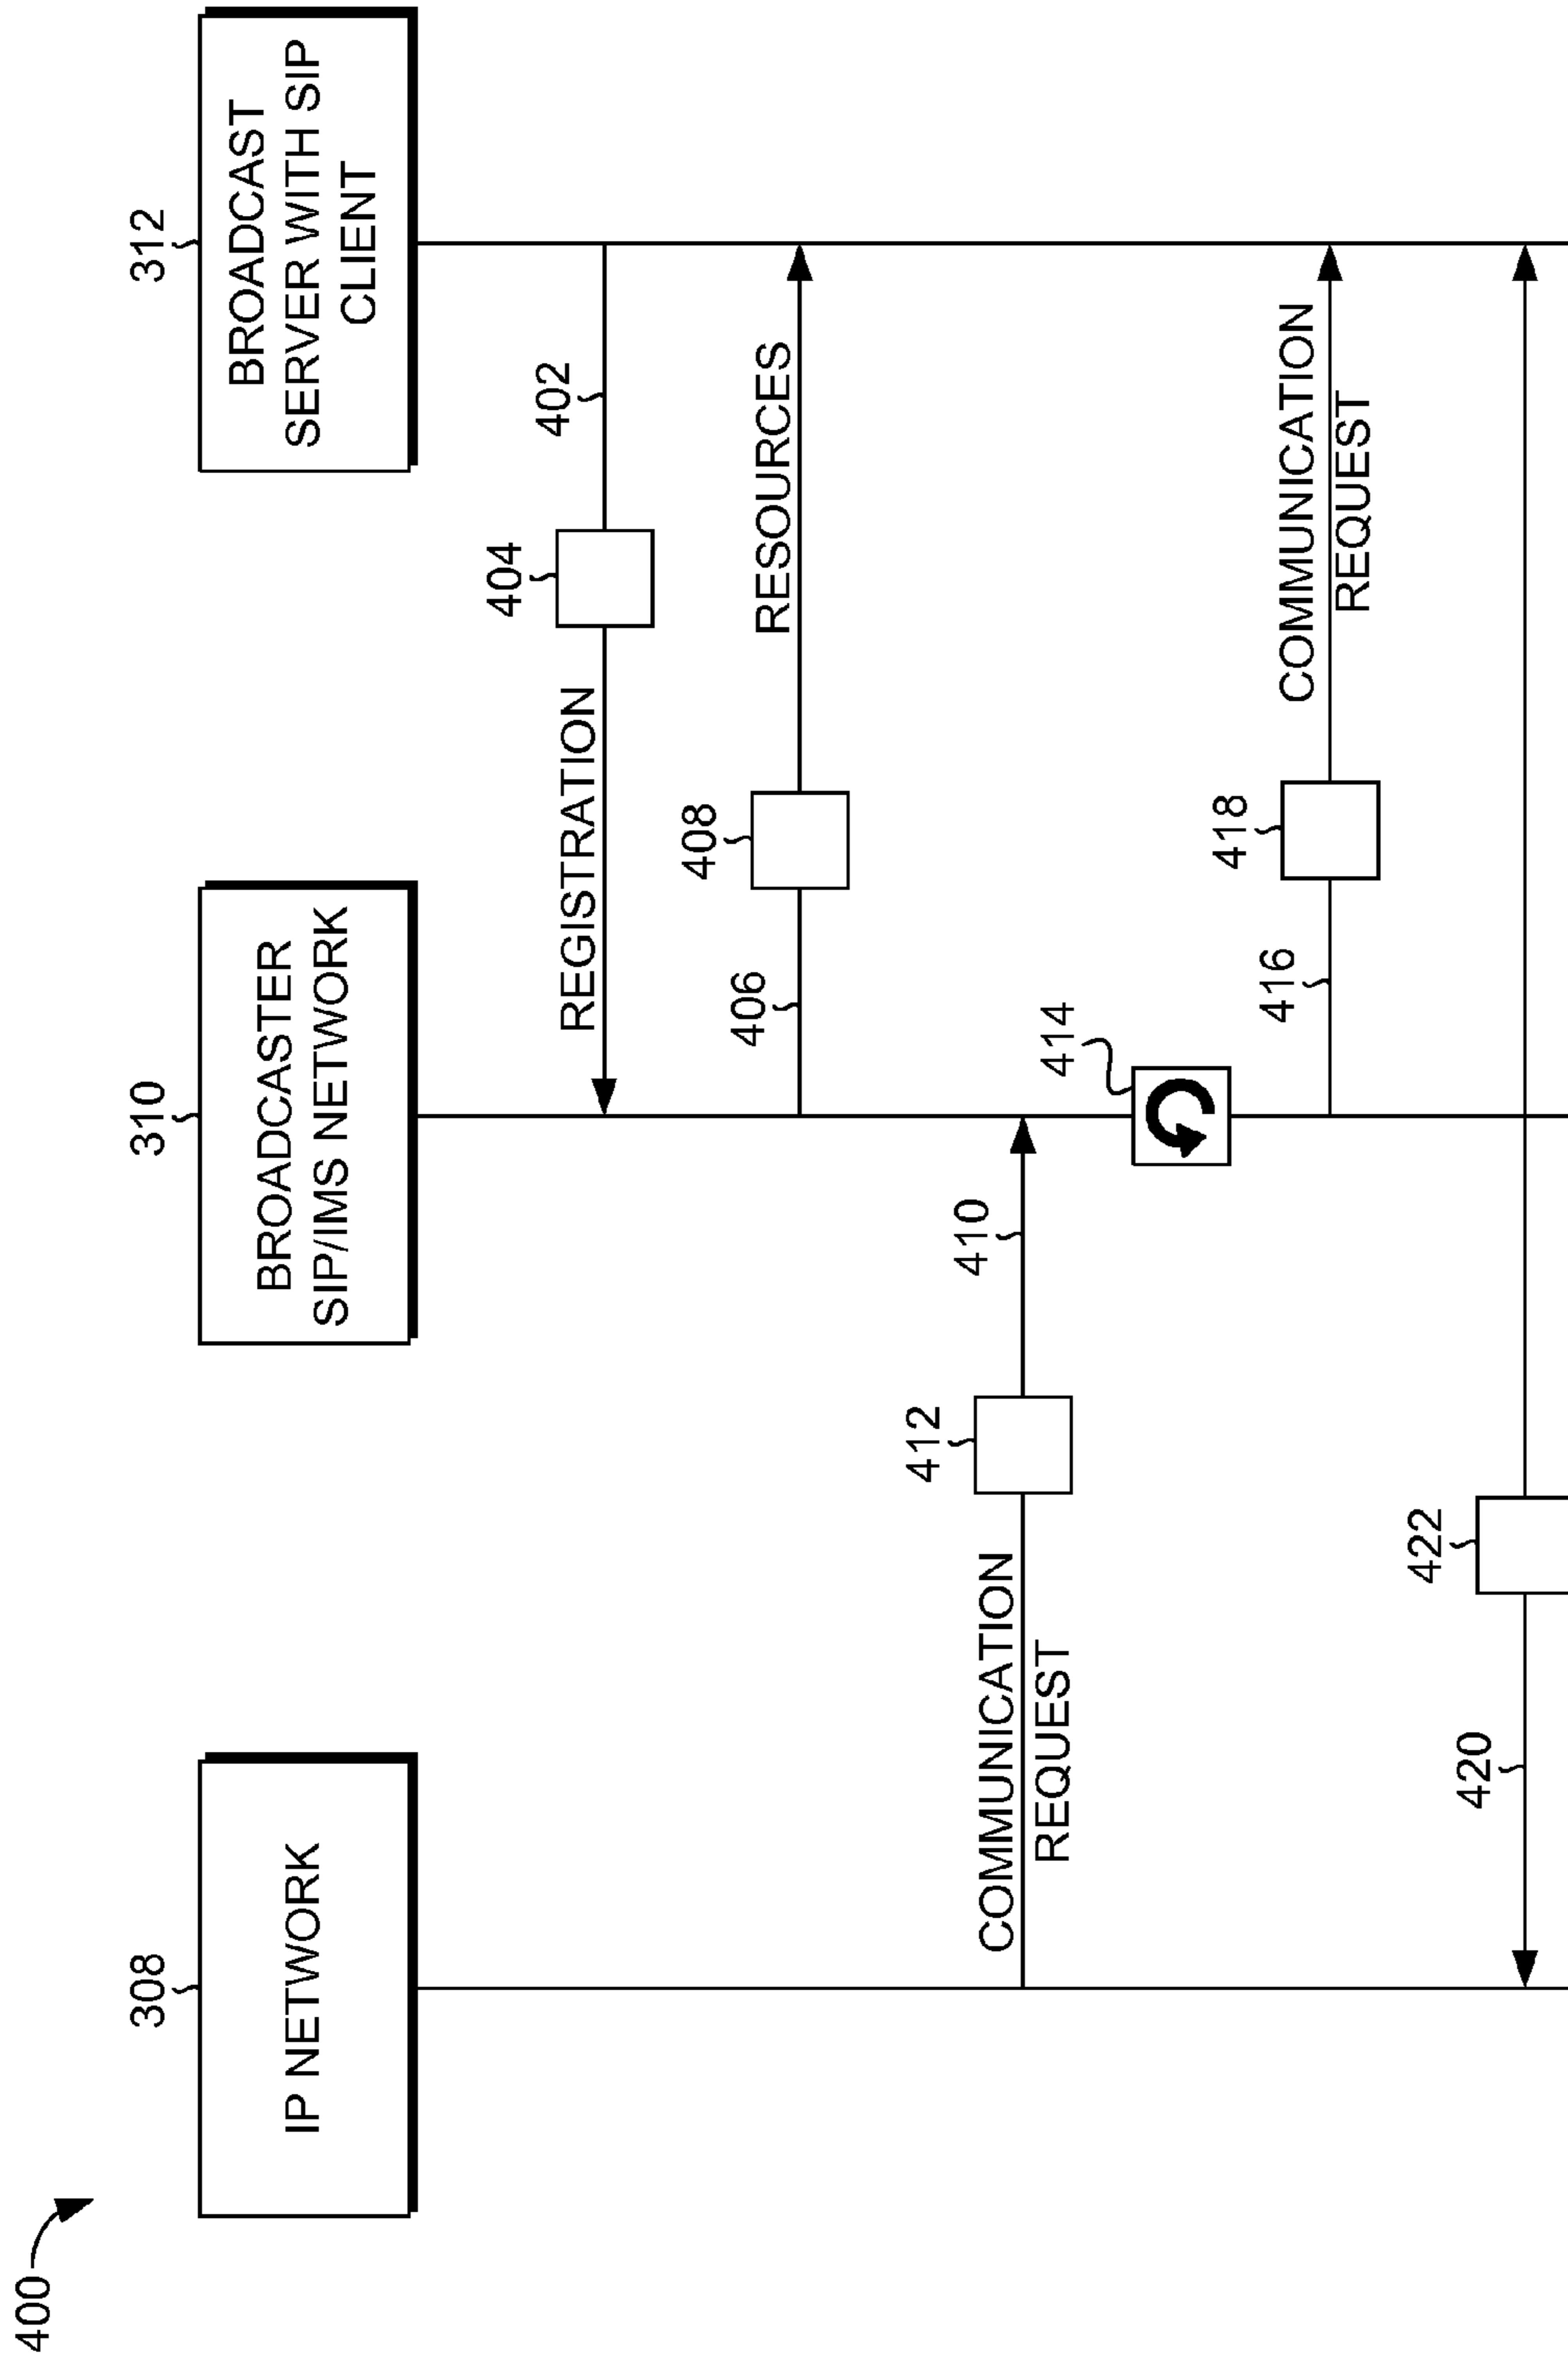 400
308
IP NETWORK
310
BROADCASTER
SIP/IMS NETWORK
312
BROADCAST
SERVER WITH SIP
CLIENT
402
404
REGISTRATION
406
408
RESOURCES
COMMUNICATION
REQUEST
412
410
414
416
418
COMMUNICATION
REQUEST
420
422